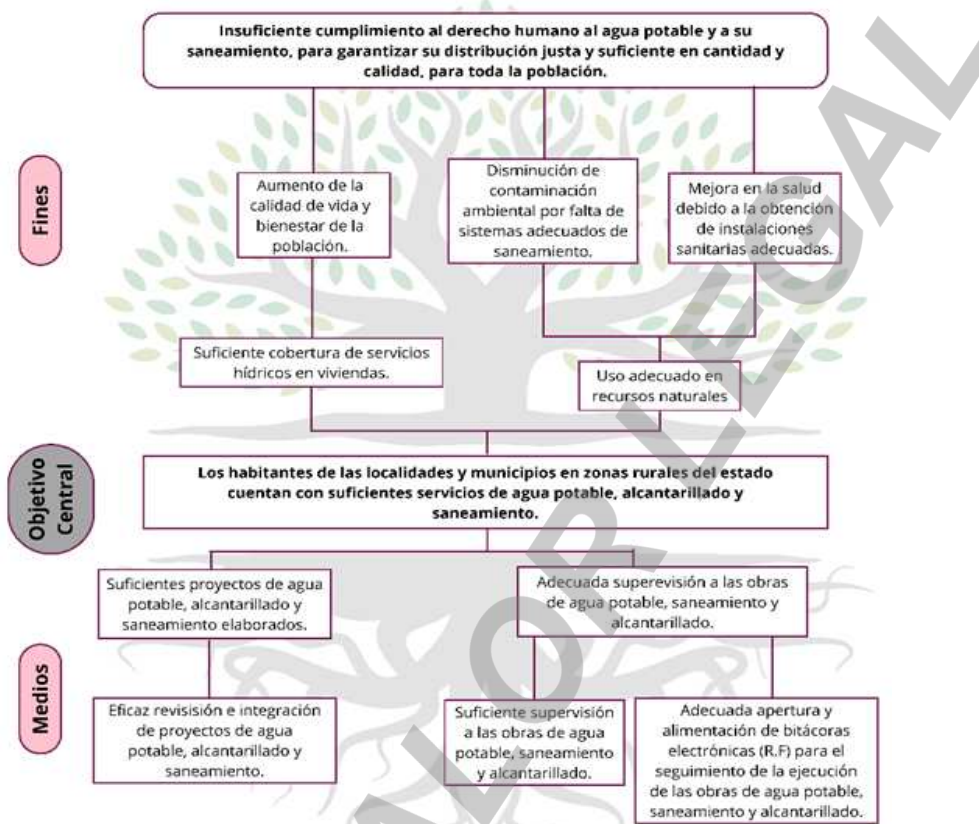 Insuficiente cumplimiento al derecho humano al agua potable y a su
saneamiento, para garantizar su distribución justa y suficiente en cantidad y
calidad, para toda la población.
Fines
Aumento de la
calidad de vida y
bienestar de la
población.
Disminución de
contaminación
ambiental por falta de
sistemas adecuados de
saneamiento.
Mejora en la salud
debido a la obtención
de instalaciones
sanitarias adecuadas.
Suficiente cobertura de servicios
hídricos en viviendas.
Uso adecuado en
recursos naturales
Objetivo
Central
Los habitantes de las localidades y municipios en zonas rurales del estado
cuentan con suficientes servicios de agua potable, alcantarillado y
saneamiento.
Suficientes proyectos de agua
potable, alcantarillado y
saneamiento elaborados.
Adecuada superevisión a las obras
de agua potable, saneamiento y
alcantarillado.
Medios
Eficaz revisisión e integración
de proyectos de agua
potable, alcantarillado y
saneamiento.
Suficiente supervisión
a las obras de agua
potable, saneamiento
y alcantarillado.
Adecuada apertura y
alimentación de bitácoras
electrónicas (R.F) para el
seguimiento de la ejecución
de las obras de agua potable,
saneamiento y alcantarillado.
ALOR LEGAL